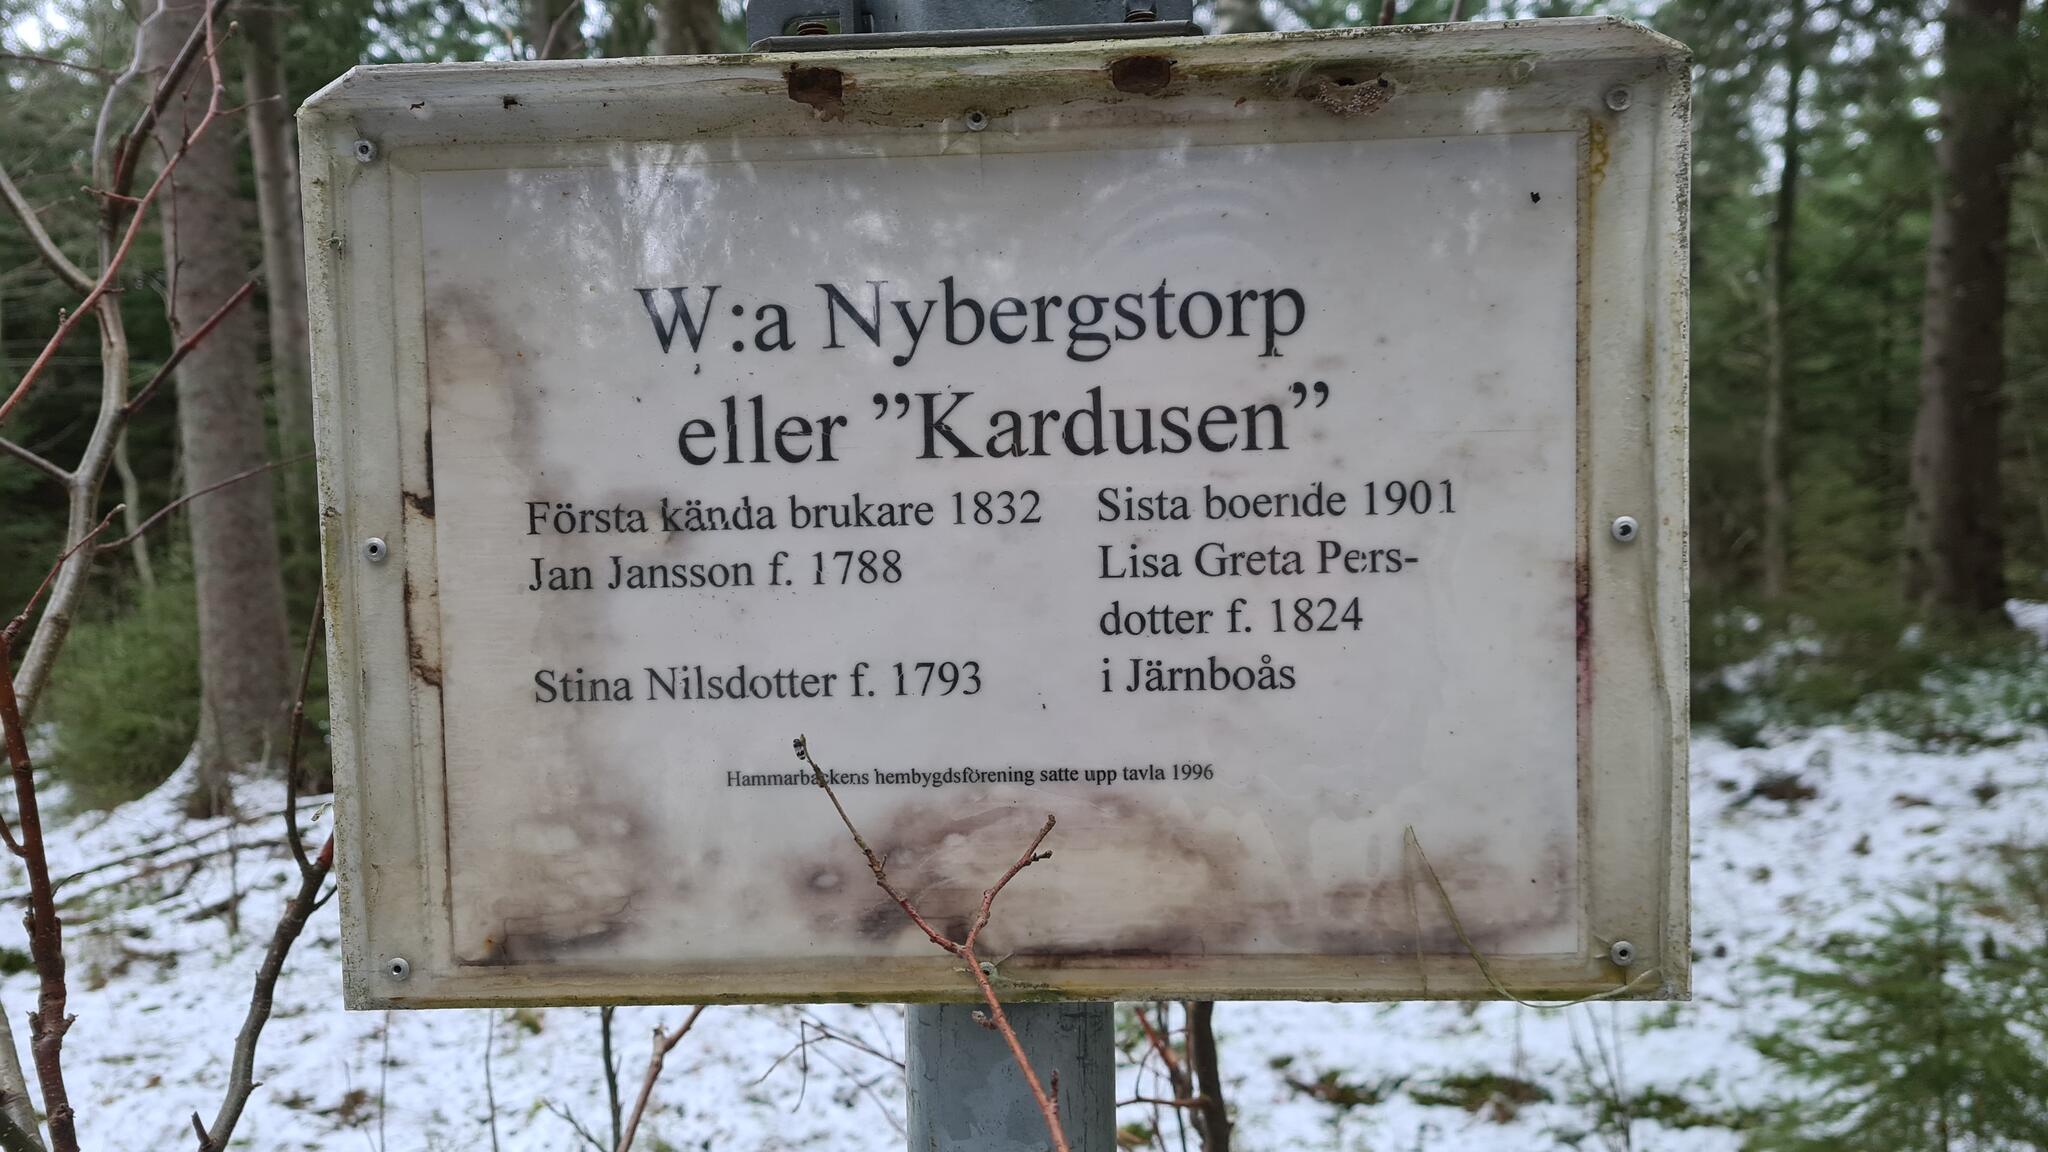 W:a Nybergstorp
eller ”Kardusen”
Första kända brukare 1832
Jan Jansson f. 1788
Stina Nilsdotter f. 1793
Sista boende 1901
Lisa Greta Pers-
dotter f. 1824
i Järnboås
Hammarbackens hembygdsförening satte upp tavla 1996